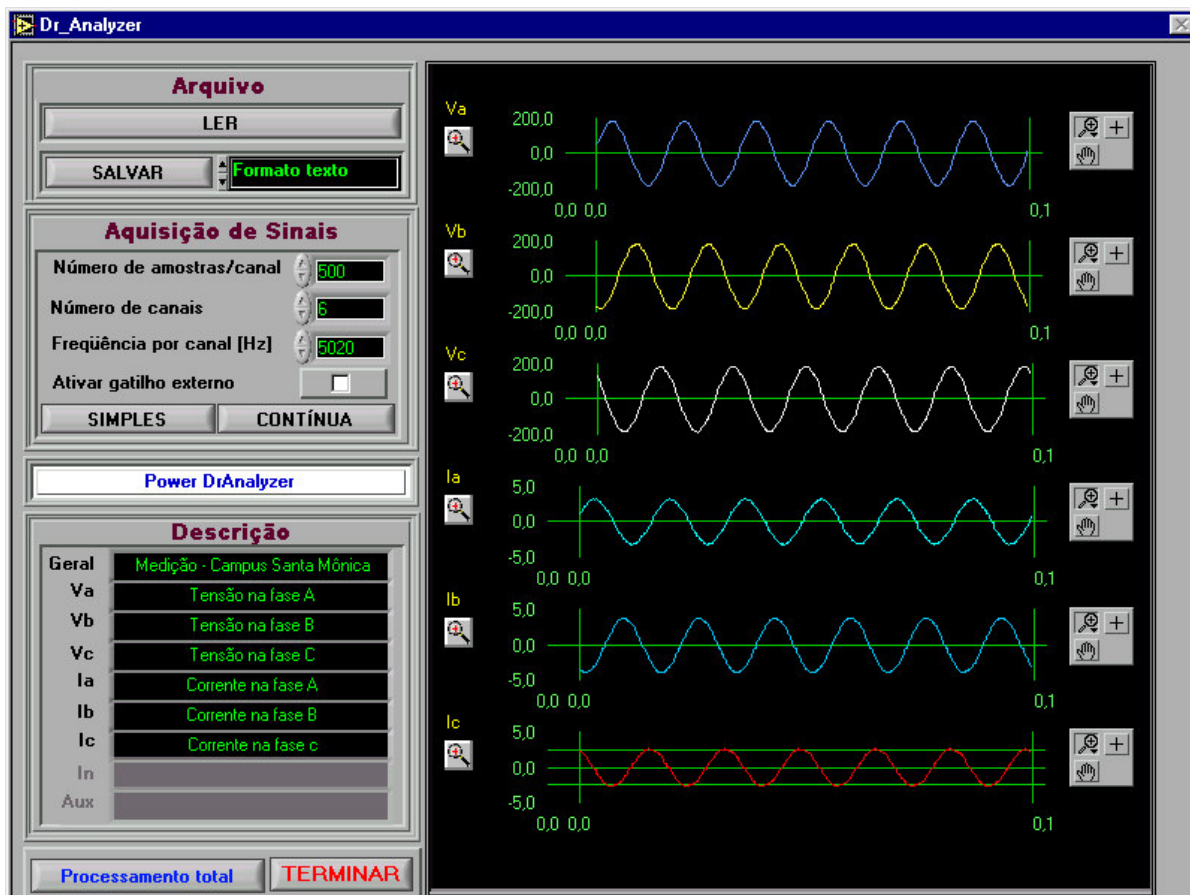 Dr_Analyzer
Arquivo
LER
SALVAR
Formato texto
Aquisição de Sinais
Número de amostras/canal 500
Número de canais 6
Freqüência por canal [Hz] 5020
Ativar gatilho externo
SIMPLES CONTÍNUA
Power DrAnalyzer
Descrição
Geral Medição - Campus Santa Mônica
Va Tensão na fase A
Vb Tensão na fase B
Vc Tensão na fase C
Ia Corrente na fase A
Ib Corrente na fase B
Ic Corrente na fase c
In
Aux
Processamento total TERMINAR
Va
200,0
0,0
-200,0
0,0 0,0 0,1
Vb
200,0
0,0
-200,0
0,0 0,0 0,1
Vc
200,0
0,0
-200,0
0,0 0,0 0,1
Ia
5,0
0,0
-5,0
0,0 0,0 0,1
Ib
5,0
0,0
-5,0
0,0 0,0 0,1
Ic
5,0
0,0
-5,0
0,0 0,0 0,1